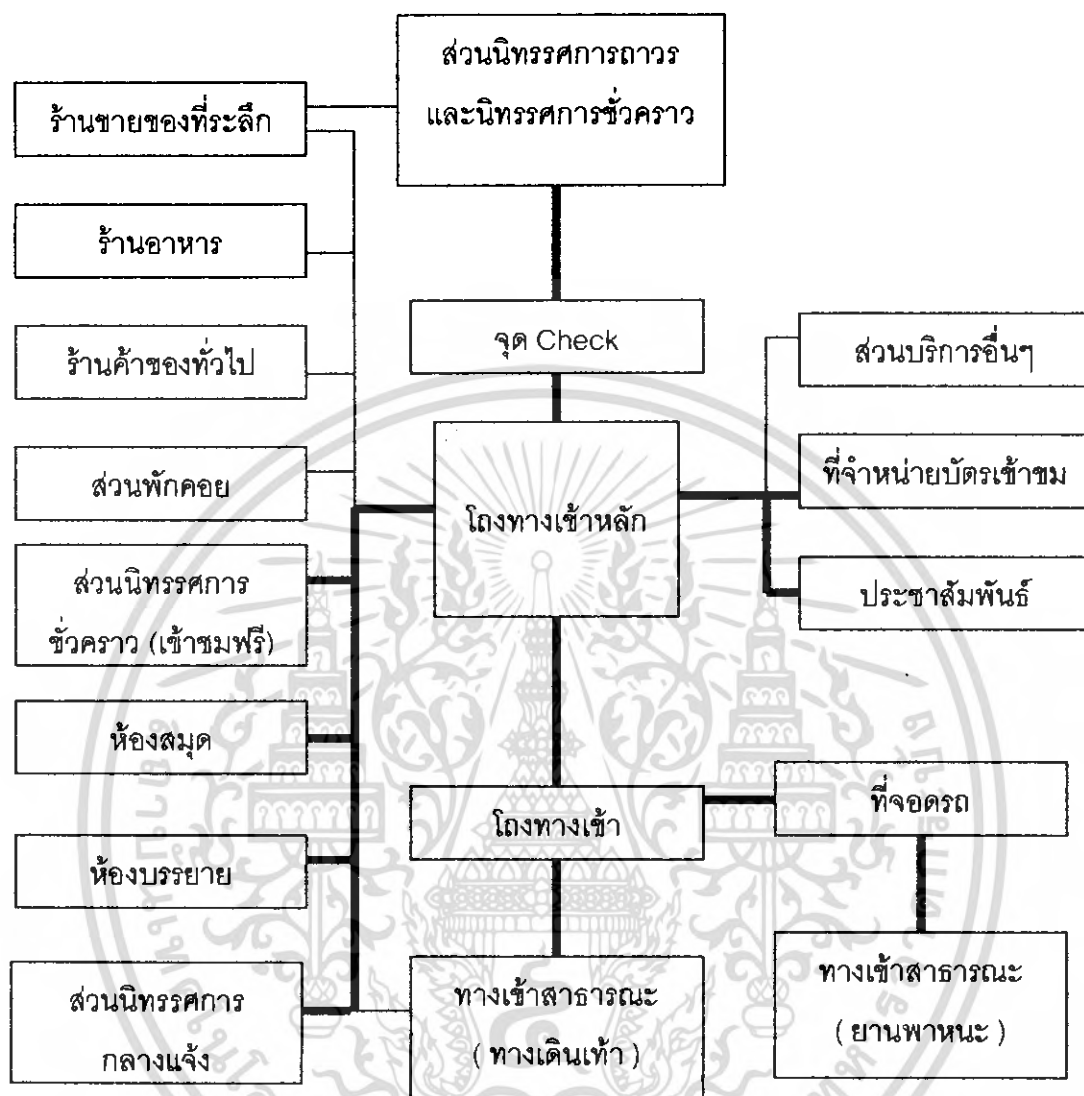 ส่วนนิทรรศการถาวร
และนิทรรศการชั่วคราว
ร้านขายของที่ระลึก
ร้านอาหาร
ร้านค้าของทั่วไป
ส่วนพักคอย
ส่วนนิทรรศการ
ชั่วคราว (เข้าชมฟรี)
ห้องสมุด
ห้องบรรยาย
ส่วนนิทรรศการ
กลางแจ้ง
จุด Check
โถงทางเข้าหลัก
โถงทางเข้า
ทางเข้าสาธารณะ
( ทางเดินเท้า )
ส่วนบริการอื่นๆ
ที่จำหน่ายบัตรเข้าชม
ประชาสัมพันธ์
ที่จอดรถ
ทางเข้าสาธารณะ
( ยานพาหนะ )